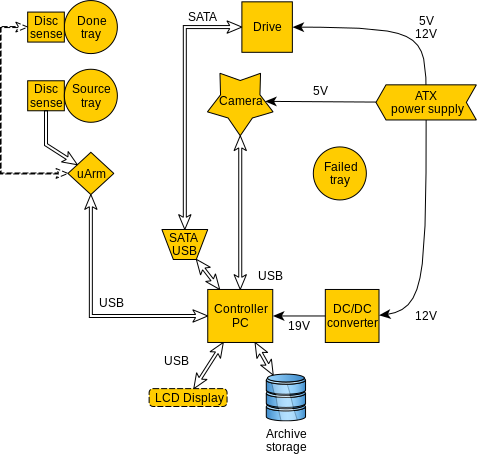 Disc
sense
Done
tray
SATA
Drive
5V
12V
Disc
sense
Source
tray
Camera
5V
ATX
power supply
uArm
Failed
tray
SATA
USB
USB
USB
Controller
PC
19V
DC/DC
converter
12V
USB
LCD Display
Archive
storage